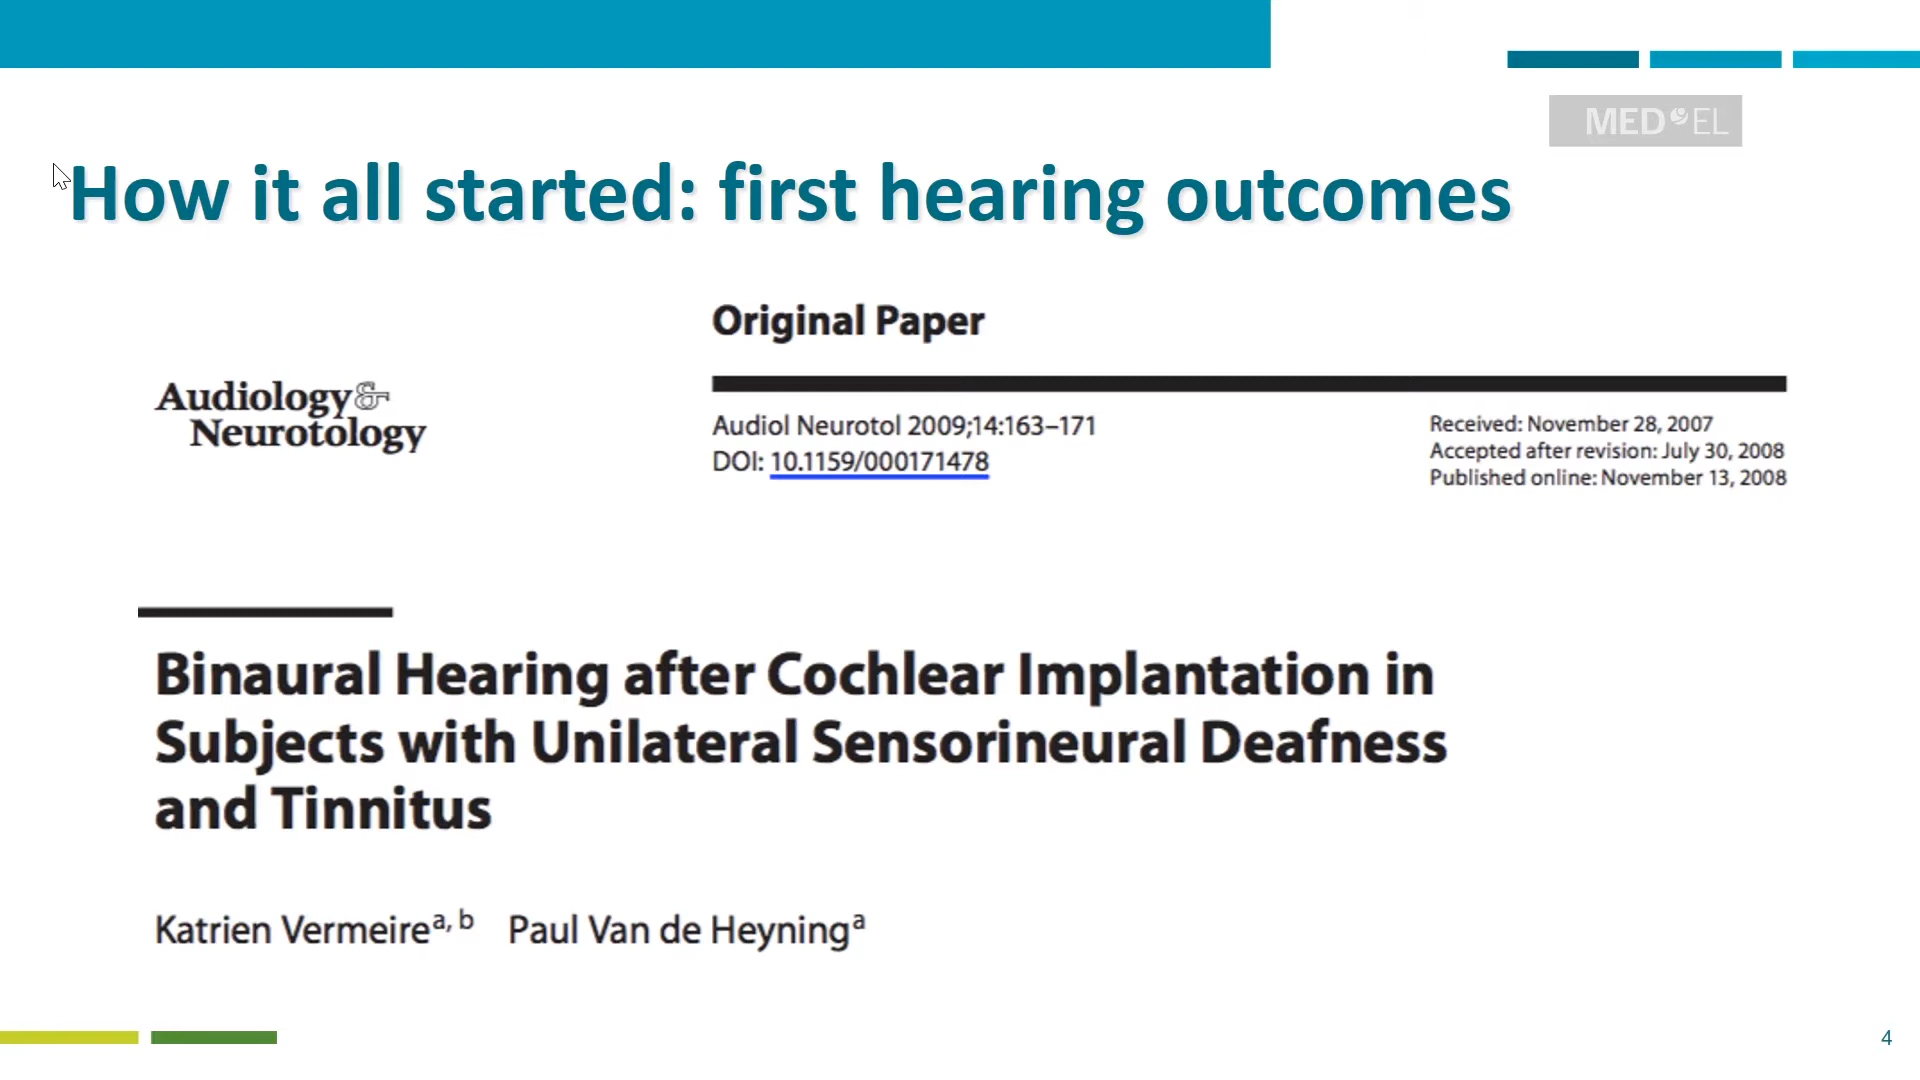 MED EL
How it all started: first hearing outcomes
Original Paper
Audiology&
Neurotology
Audiol Neurotol 2009;14:163–171
DOI: 10.1159/000171478
Received: November 28, 2007
Accepted after revision: July 30, 2008
Published online: November 13, 2008
Binaural Hearing after Cochlear Implantation in
Subjects with Unilateral Sensorineural Deafness
and Tinnitus
Katrien Vermeire a, b Paul Van de Heyning a
4